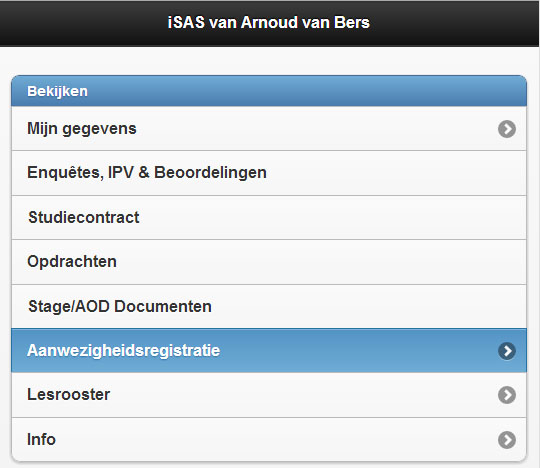 iSAS van Arnoud van Bers
Bekijken
Mijn gegevens
Enquêtes, IPV & Beoordelingen
Studiecontract
Opdrachten
Stage/AOD Documenten
Aanwezigheidsregistratie
Lesrooster
Info